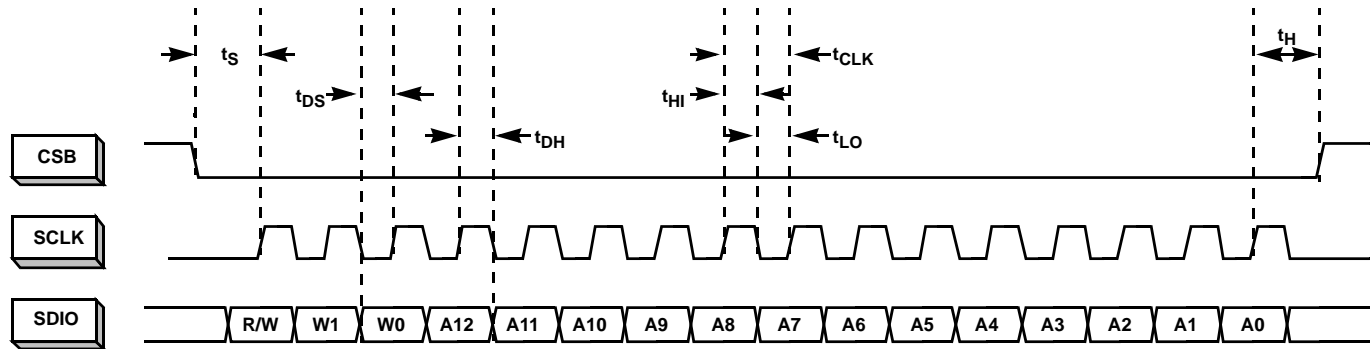 tS
tH
tCLK
tDS
tHI
tDH
tLO
CSB
SCLK
SDIO
R/W W1 W0 A12 A11 A10 A9 A8 A7 A6 A5 A4 A3 A2 A1 A0